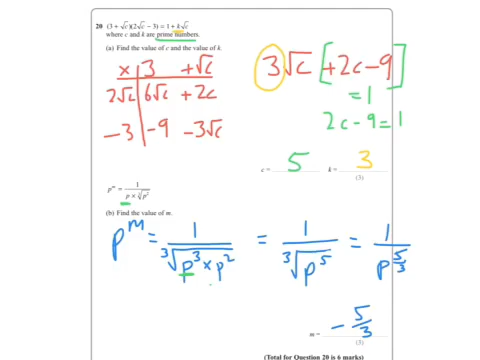 20 (3 + √c)(2√c − 3) = 1 + k√c
where c and k are prime numbers.
(a) Find the value of c and the value of k.
× 3 +√c
2√c 6√c +2c
−3 −9 −3√c
3√c [+2c − 9]
= 1
2c − 9 = 1
c = 5 k = 3
(3)
p^m = 1 / (p × ∛p²)
(b) Find the value of m.
p^m = 1 / ∛(p³ × p²) = 1 / ∛p⁵ = 1 / p^(5/3)
m = −5/3
(3)
(Total for Question 20 is 6 marks)